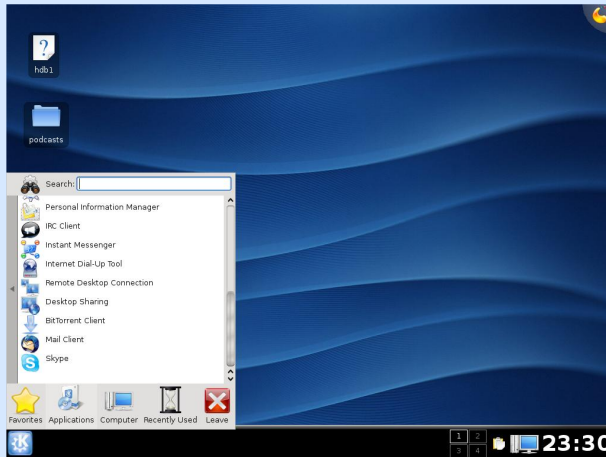 ?
hdb1
podcasts
Search:
Personal Information Manager
IRC Client
Instant Messenger
Internet Dial-Up Tool
Remote Desktop Connection
Desktop Sharing
BitTorrent Client
Mail Client
Skype
Favorites Applications Computer Recently Used Leave
K 1 2 23:30
3 4